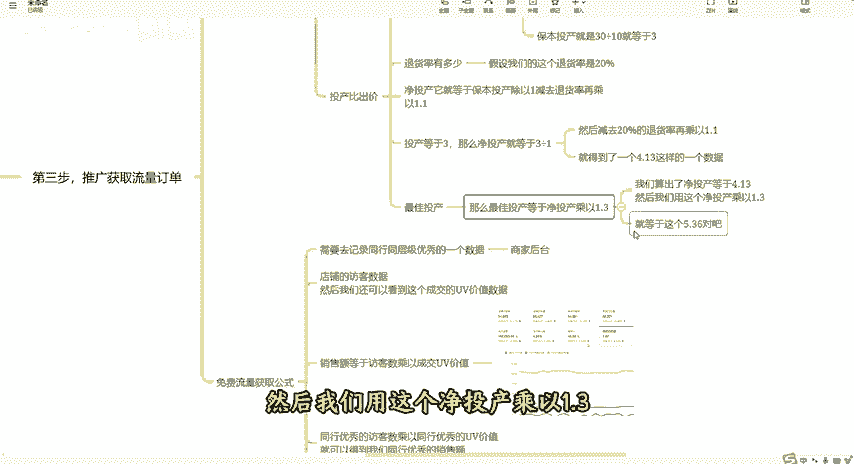 未命名
保本投产就是30÷10就等于3
退货率有多少
假设我们的这个退货率是20%
投产比出价
净投产它就等于保本投产除以1减去退货率再乘
以1.1
投产等于3，那么净投产就等于3÷1
然后减去20%的退货率再乘以1.1
就得到了一个4.13这样的一个数据
第三步，推广获取流量订单
最佳投产
那么最佳投产等于净投产乘以1.3
我们算出了净投产等于4.13
然后我们用这个净投产乘以1.3
就等于这个5.36对吧
需要去记录同行同层级优秀的一个数据
商家后台
店铺的访客数据
然后我们还可以看到这个成交的UV价值数据
销售额等于访客数乘以成交UV价值
免费流量获取公式
然后我们用这个净投产乘以1.3
同行优秀的访客数乘以同行优秀的UV价值
就可以得到我们同行优秀的销售额